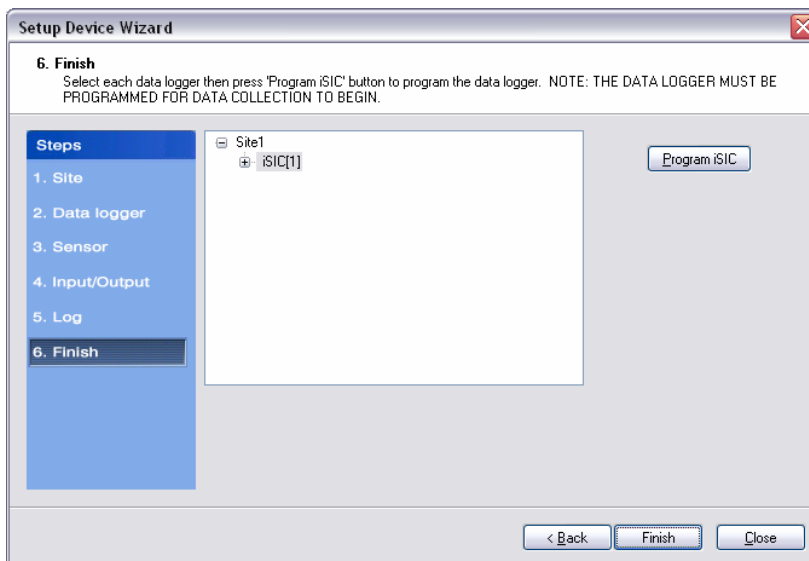 Setup Device Wizard
6. Finish
Select each data logger then press 'Program iSIC' button to program the data logger. NOTE: THE DATA LOGGER MUST BE
PROGRAMMED FOR DATA COLLECTION TO BEGIN.
Steps
1. Site
2. Data logger
3. Sensor
4. Input/Output
5. Log
6. Finish
Site1
iSIC[1]
Program iSIC
< Back
Finish
Close